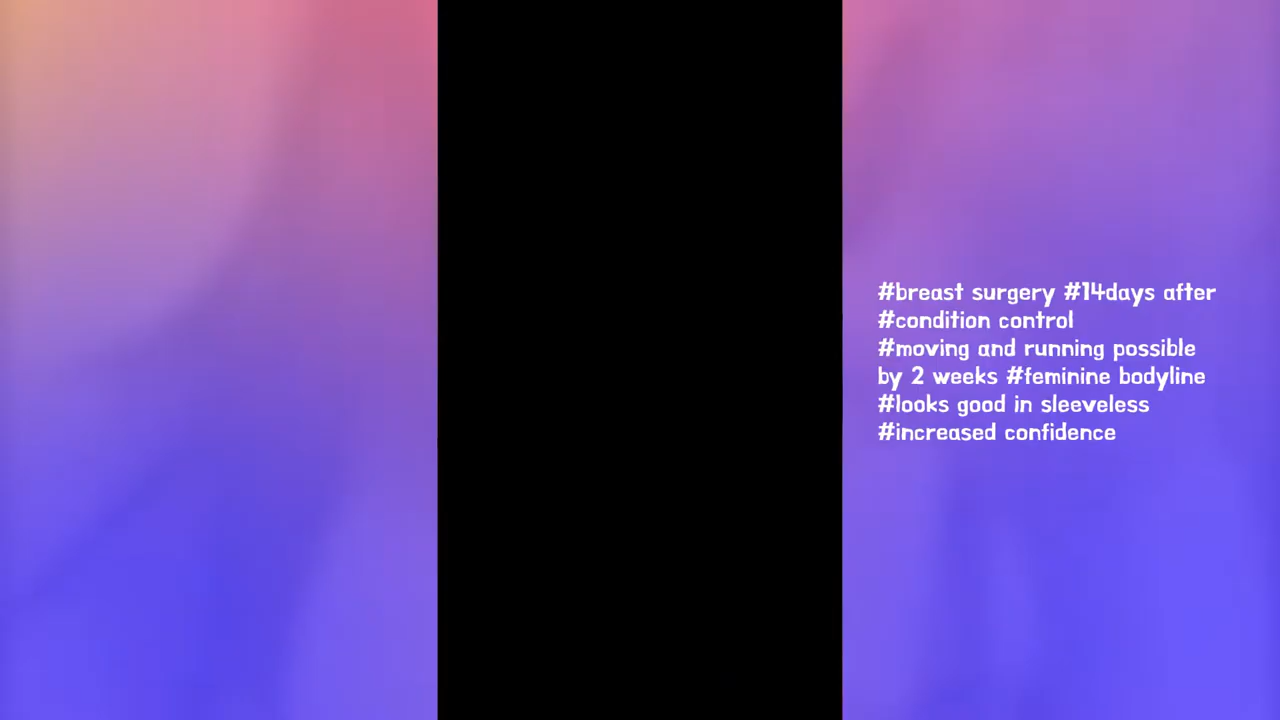 #breast surgery #14days after
#condition control
#moving and running possible
by 2 weeks #feminine bodyline
#looks good in sleeveless
#increased confidence